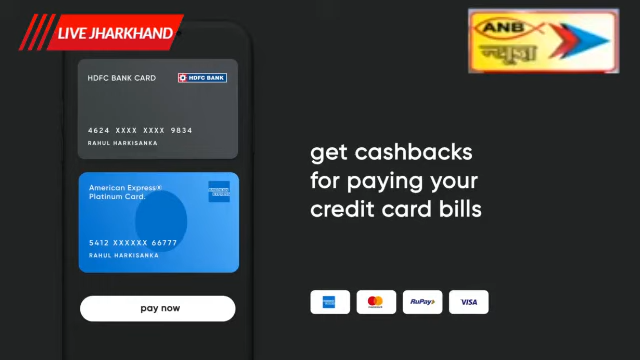 LIVE JHARKHAND
ANB
न्यूज़
HDFC BANK CARD
HDFC BANK
4624 XXXX XXXX 9834
RAHUL HARKISANKA
American Express®
Platinum Card.
5412 XXXXXX 66777
RAHUL HARKISANKA
pay now
get cashbacks
for paying your
credit card bills
RuPay
VISA